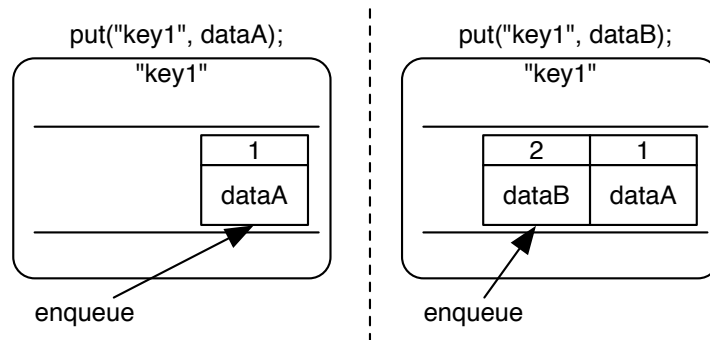 put("key1", dataA);
"key1"
1
dataA
enqueue
put("key1", dataB);
"key1"
2 1
dataB dataA
enqueue